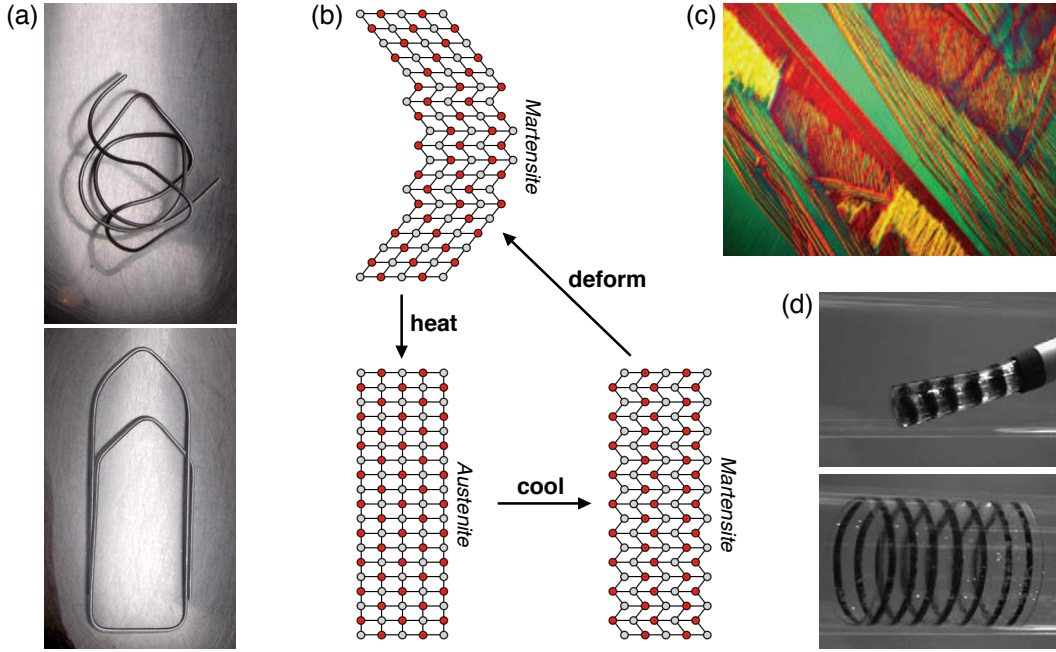 (a)
(b)
(c)
Martensite
deform
(d)
heat
Austenite
cool
Martensite